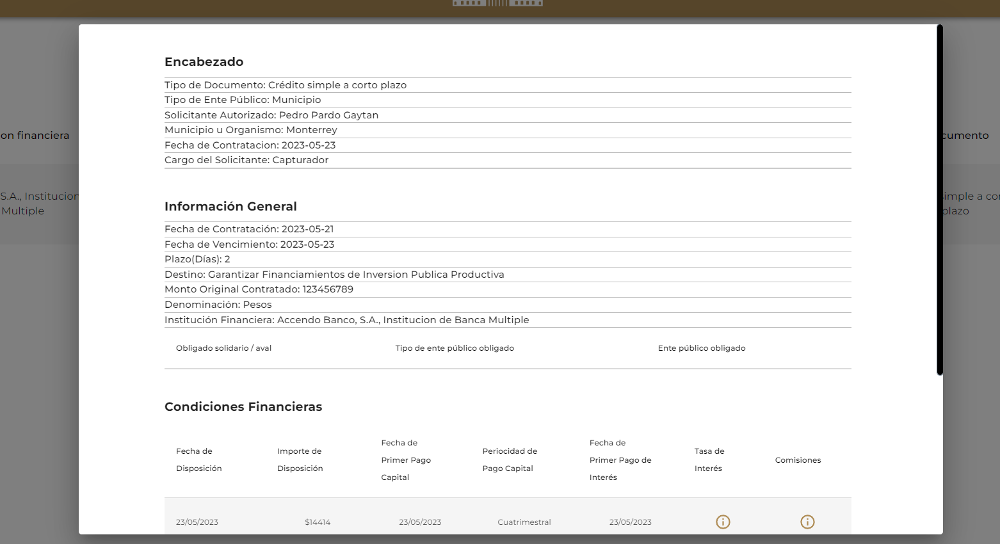 Encabezado
Tipo de Documento: Crédito simple a corto plazo
Tipo de Ente Público: Municipio
Solicitante Autorizado: Pedro Pardo Gaytan
Municipio u Organismo: Monterrey
Fecha de Contratacion: 2023-05-23
Cargo del Solicitante: Capturador
on financiera
cumento
S.A., Institucion
Multiple
simple a cor
plazo
Información General
Fecha de Contratación: 2023-05-21
Fecha de Vencimiento: 2023-05-23
Plazo(Días): 2
Destino: Garantizar Financiamientos de Inversion Publica Productiva
Monto Original Contratado: 123456789
Denominación: Pesos
Institución Financiera: Accendo Banco, S.A., Institucion de Banca Multiple
Obligado solidario / aval Tipo de ente público obligado Ente público obligado
Condiciones Financieras
Fecha de
Disposición
Importe de
Disposición
Fecha de
Primer Pago
Capital
Periocidad de
Pago Capital
Fecha de
Primer Pago de
Interés
Tasa de
Interés
Comisiones
23/05/2023 $14414 23/05/2023 Cuatrimestral 23/05/2023